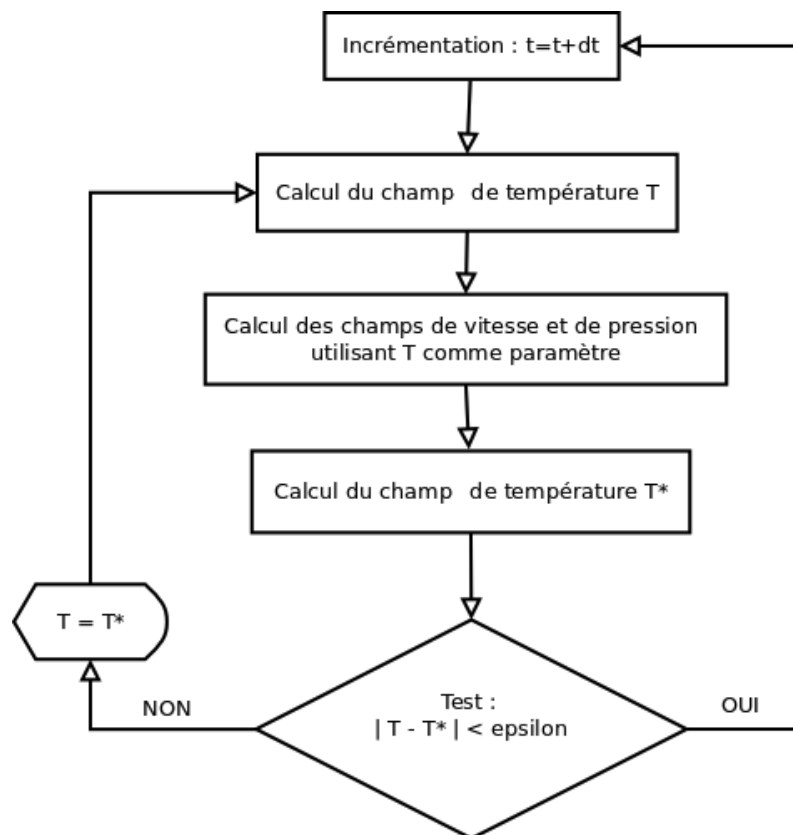 Incrémentation : t=t+dt
Calcul du champ de température T
Calcul des champs de vitesse et de pression
utilisant T comme paramètre
Calcul du champ de température T*
T = T*
NON
Test :
| T - T* | < epsilon
OUI